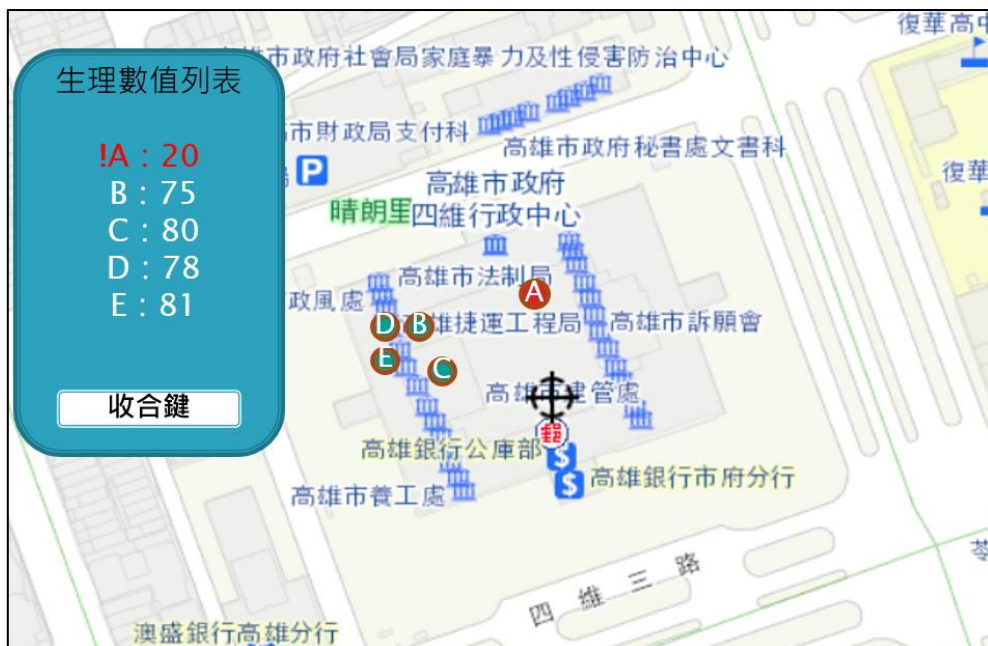 生理數值列表
!A : 20
B : 75
C : 80
D : 78
E : 81
收合鍵
復華高中
高雄市政府社會局家庭暴力及性侵害防治中心
市財政局支付科
高雄市政府秘書處文書科
P
復華
高雄市政府
晴朗里
四維行政中心
高雄市法制局
政風處
A
D
B
雄捷運工程局
高雄市訴願會
E
C
高雄市建管處
郵
高雄銀行公庫部
$
高雄銀行市府分行
$
高雄市養工處
苓
四維三路
澳盛銀行高雄分行